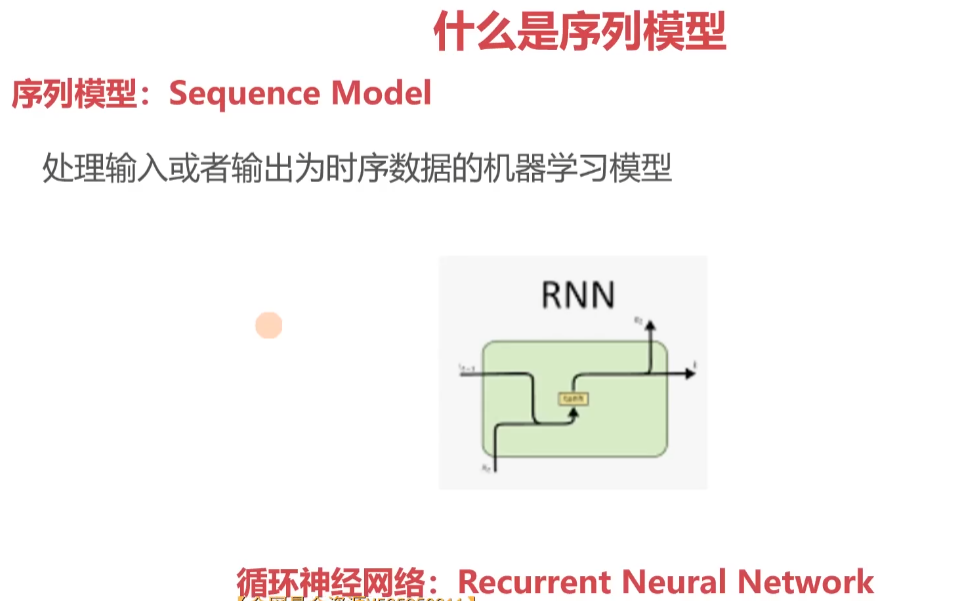 什么是序列模型
序列模型：Sequence Model
处理输入或者输出为时序数据的机器学习模型
RNN
tanh
循环神经网络：Recurrent Neural Network